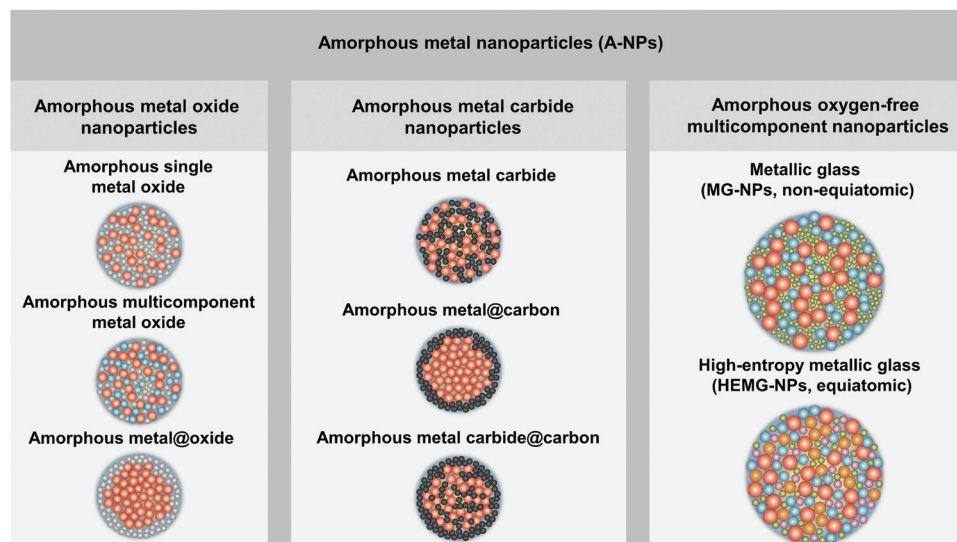 Amorphous metal nanoparticles (A-NPs)
Amorphous metal oxide
nanoparticles
Amorphous single
metal oxide
Amorphous multicomponent
metal oxide
Amorphous metal@oxide
Amorphous metal carbide
nanoparticles
Amorphous metal carbide
Amorphous metal@carbon
Amorphous metal carbide@carbon
Amorphous oxygen-free
multicomponent nanoparticles
Metallic glass
(MG-NPs, non-equiatomic)
High-entropy metallic glass
(HEMG-NPs, equiatomic)